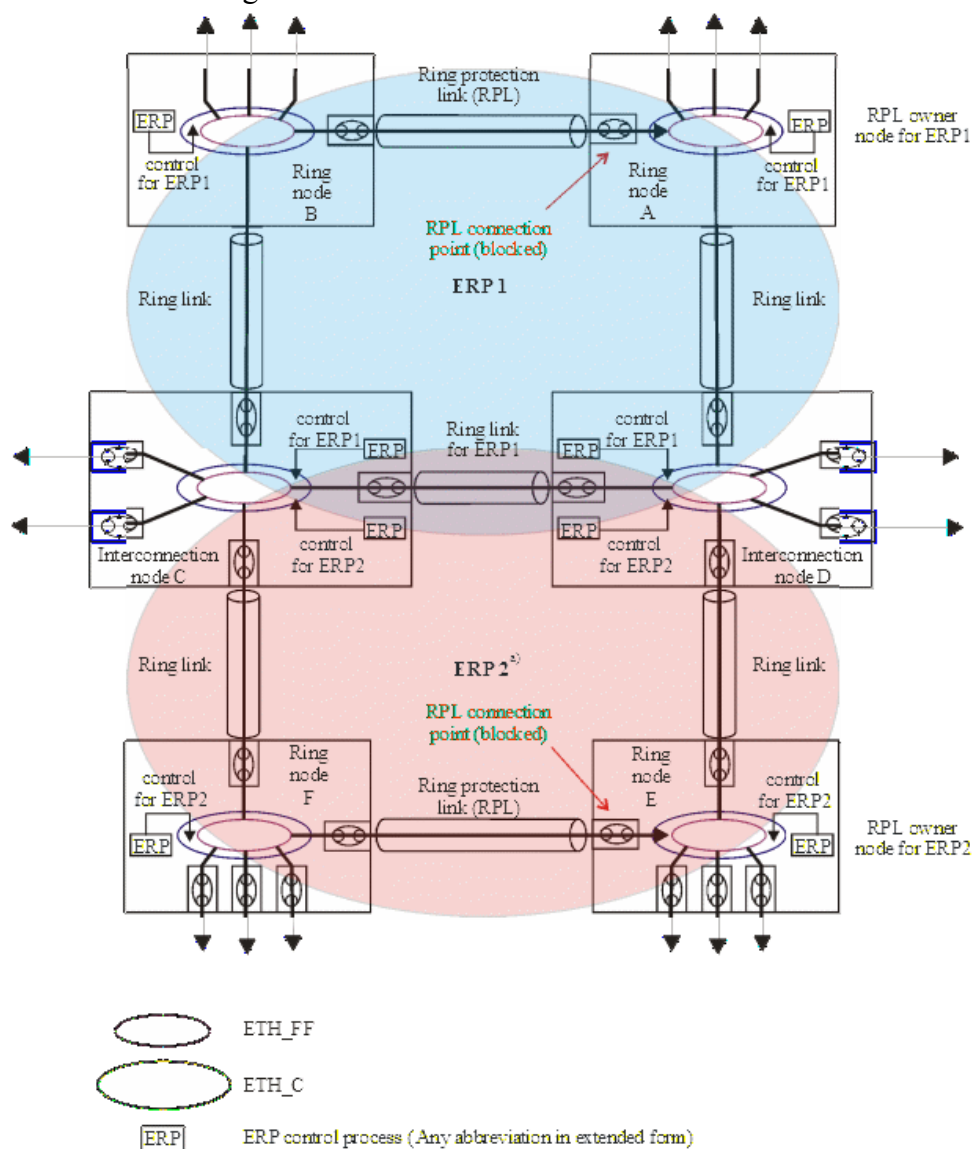 Ring protection
link (RPL)
ERP
control
for ERP1
Ring
node
B
Ring
node
A
ERP
control
for ERP1
RPL owner
node for ERP1
RPL connection
point (blocked)
ERP 1
Ring link
Ring link
control
for ERP1
ERP
Ring link
for ERP1
ERP
control
for ERP1
ERP
control
for ERP2
ERP
control
for ERP2
Interconnection
node C
Interconnection
node D
Ring link
ERP 2 a)
Ring link
RPL connection
point (blocked)
control
for ERP2
ERP
Ring
node
F
Ring protection
link (RPL)
Ring
node
E
control
for ERP2
ERP
RPL owner
node for ERP2
ETH_FF
ETH_C
ERP
ERP control process (Any abbreviation in extended form)